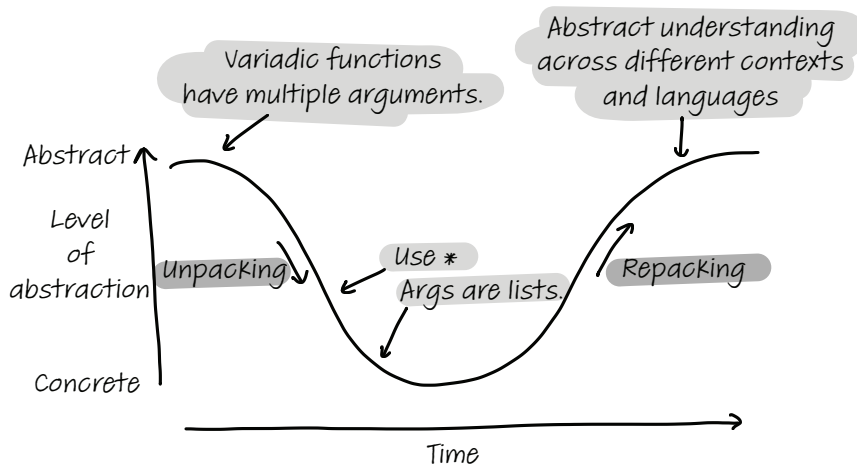 Variadic functions
have multiple arguments.
Abstract understanding
across different contexts
and languages
Abstract
Level
of
abstraction
Unpacking
Use *
Args are lists.
Repacking
Concrete
Time